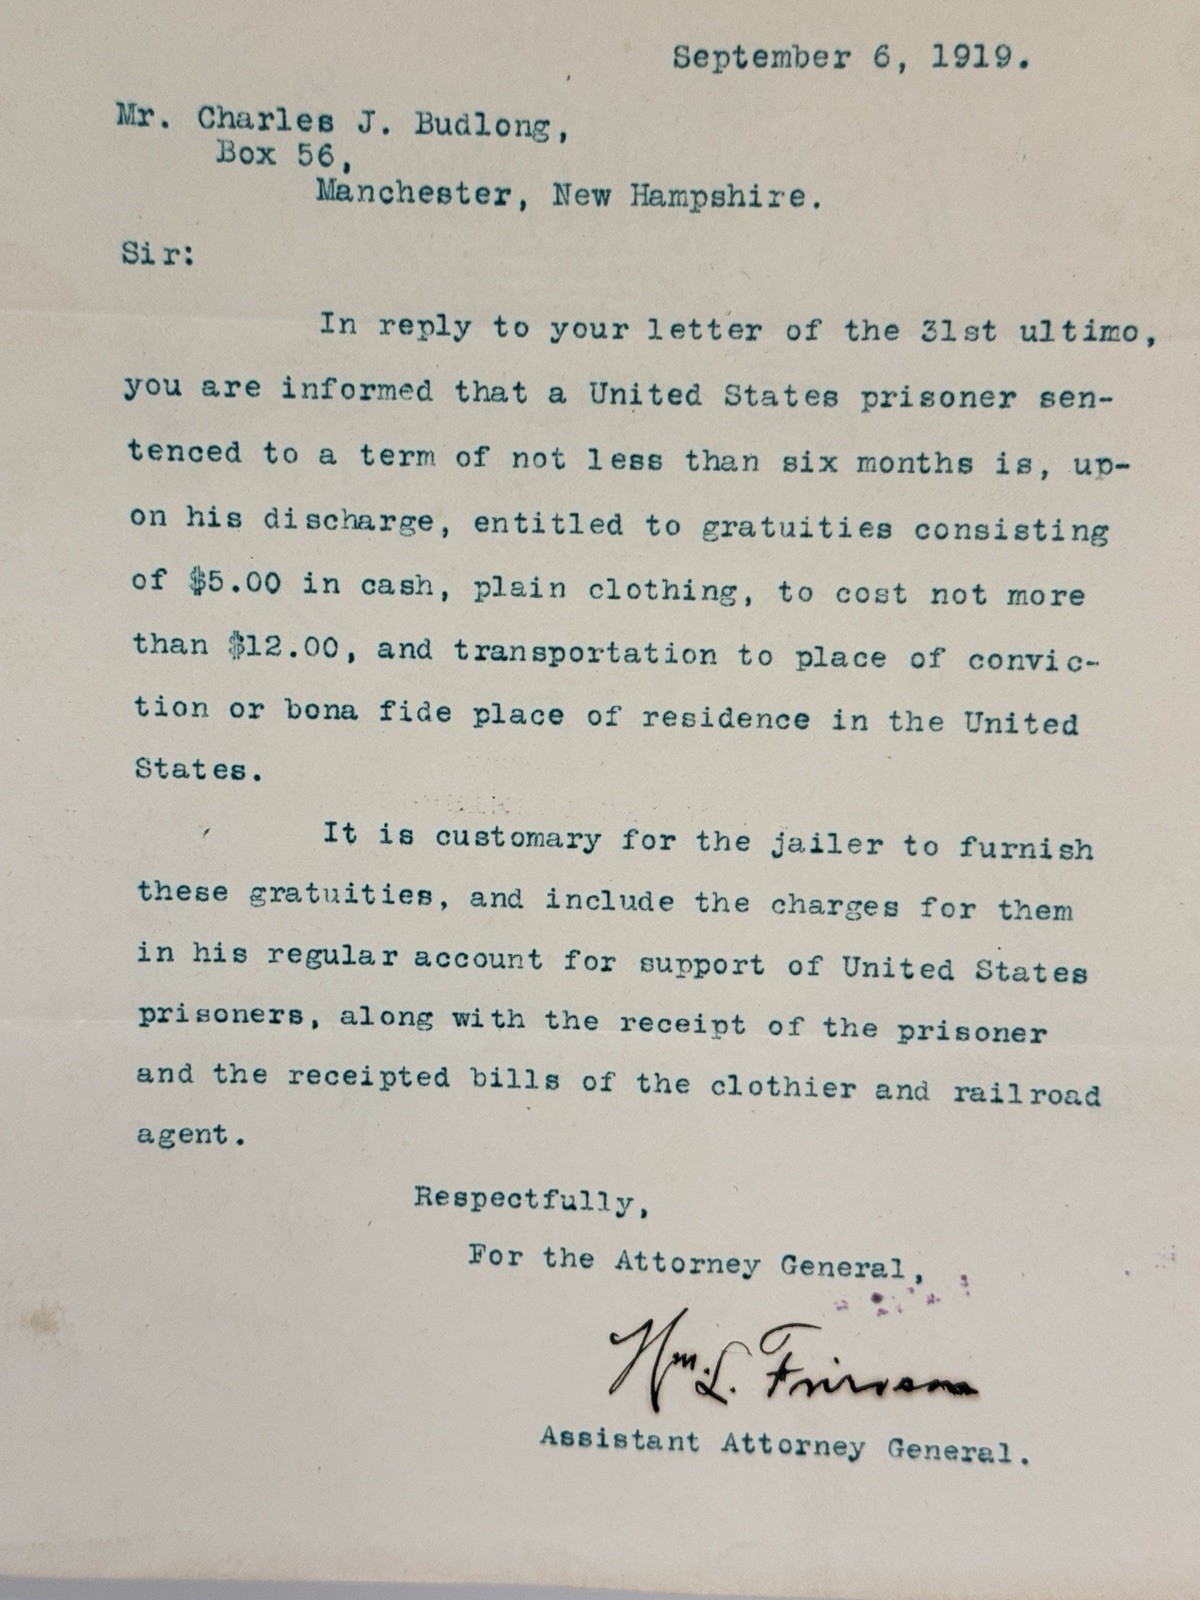 September 6, 1919.
Mr. Charles J. Budlong,
Box 56,
Manchester, New Hampshire.
Sir:
In reply to your letter of the 31st ultimo,
you are informed that a United States prisoner sen-
tenced to a term of not less than six months is, up-
on his discharge, entitled to gratuities consisting
of $5.00 in cash, plain clothing, to cost not more
than $12.00, and transportation to place of convic-
tion or bona fide place of residence in the United
States.
It is customary for the jailer to furnish
these gratuities, and include the charges for them
in his regular account for support of United States
prisoners, along with the receipt of the prisoner
and the receipted bills of the clothier and railroad
agent.
Respectfully,
For the Attorney General,
Wm. L. Frierson
Assistant Attorney General.